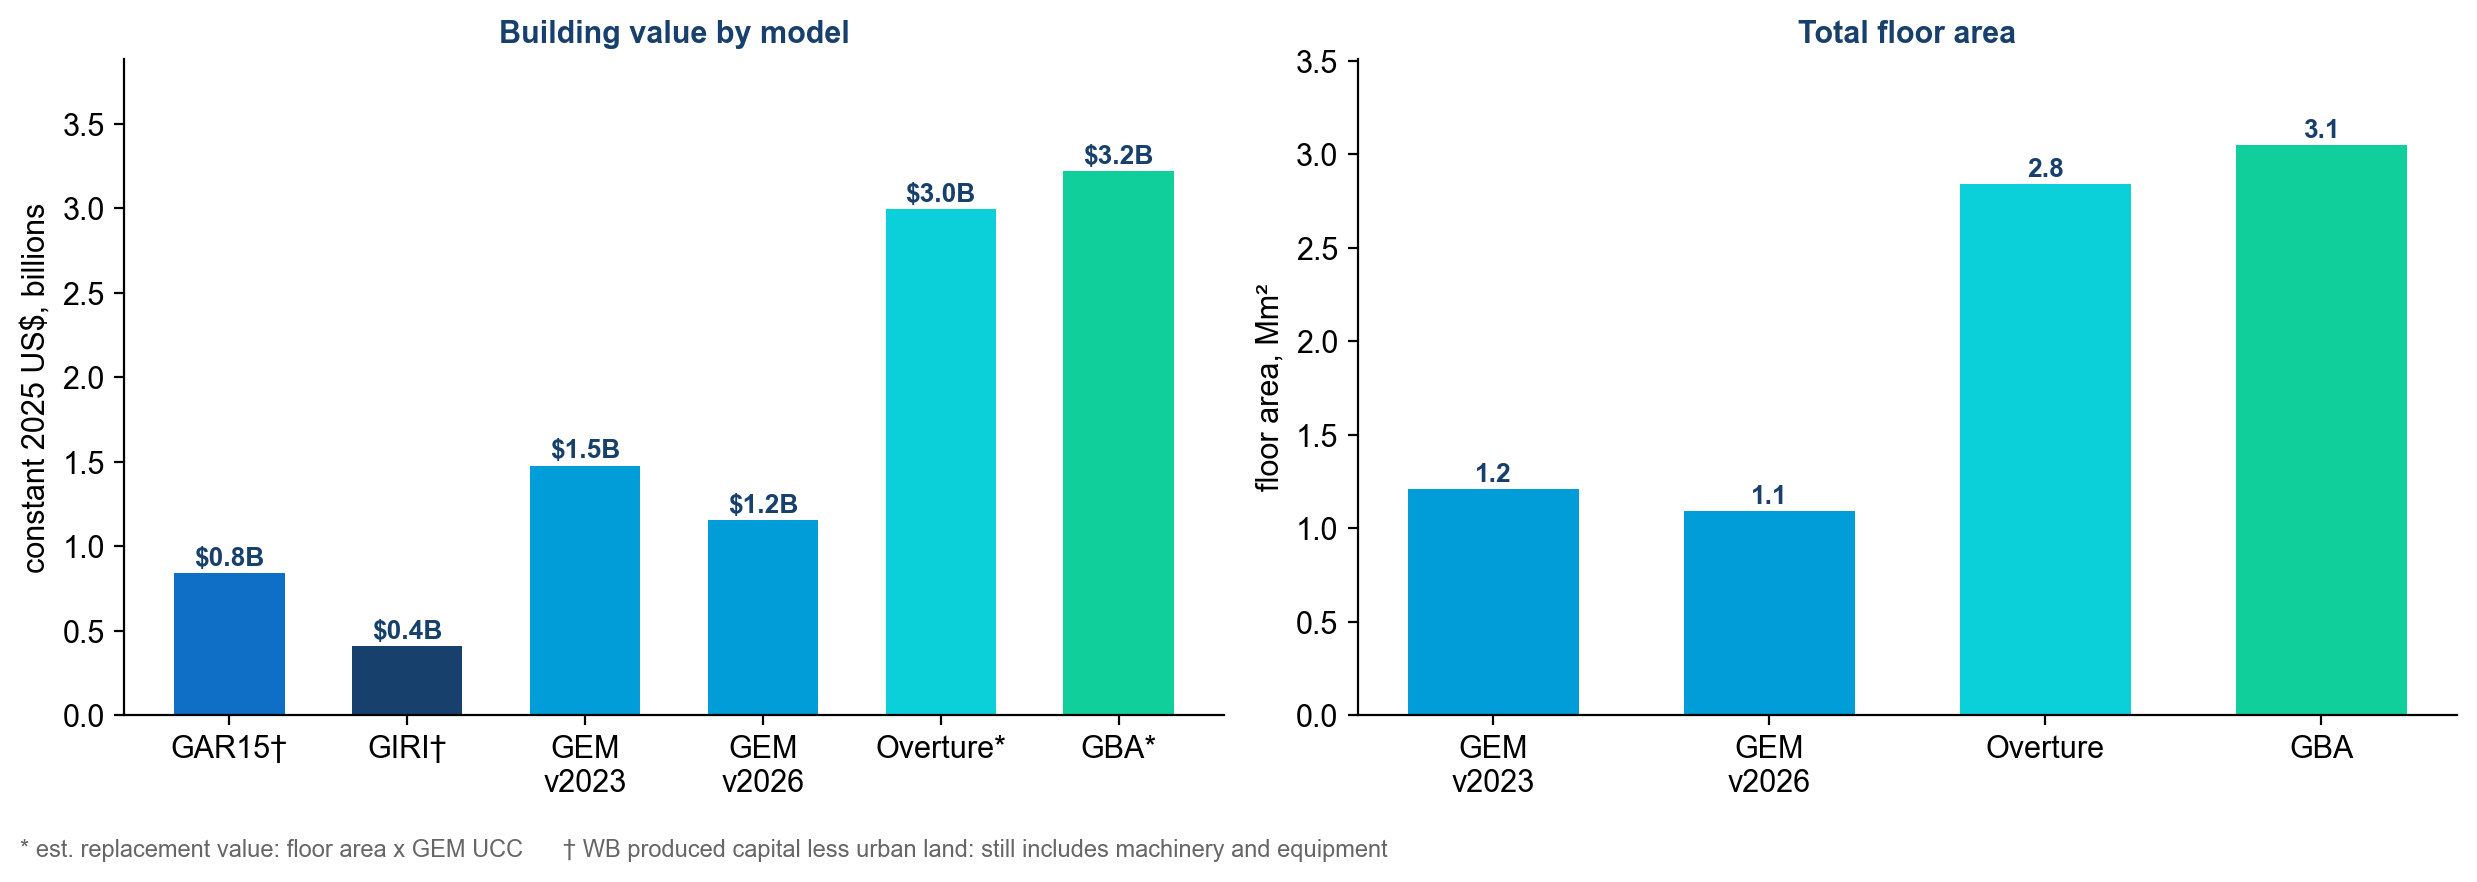 Building value by model
constant 2025 US$, billions
3.5
3.0
2.5
2.0
1.5
1.0
0.5
0.0
$0.8B
$0.4B
$1.5B
$1.2B
$3.0B
$3.2B
GAR15†
GIRI†
GEM
v2023
GEM
v2026
Overture*
GBA*
Total floor area
floor area, Mm²
3.5
3.0
2.5
2.0
1.5
1.0
0.5
0.0
1.2
1.1
2.8
3.1
GEM
v2023
GEM
v2026
Overture
GBA
* est. replacement value: floor area x GEM UCC † WB produced capital less urban land: still includes machinery and equipment